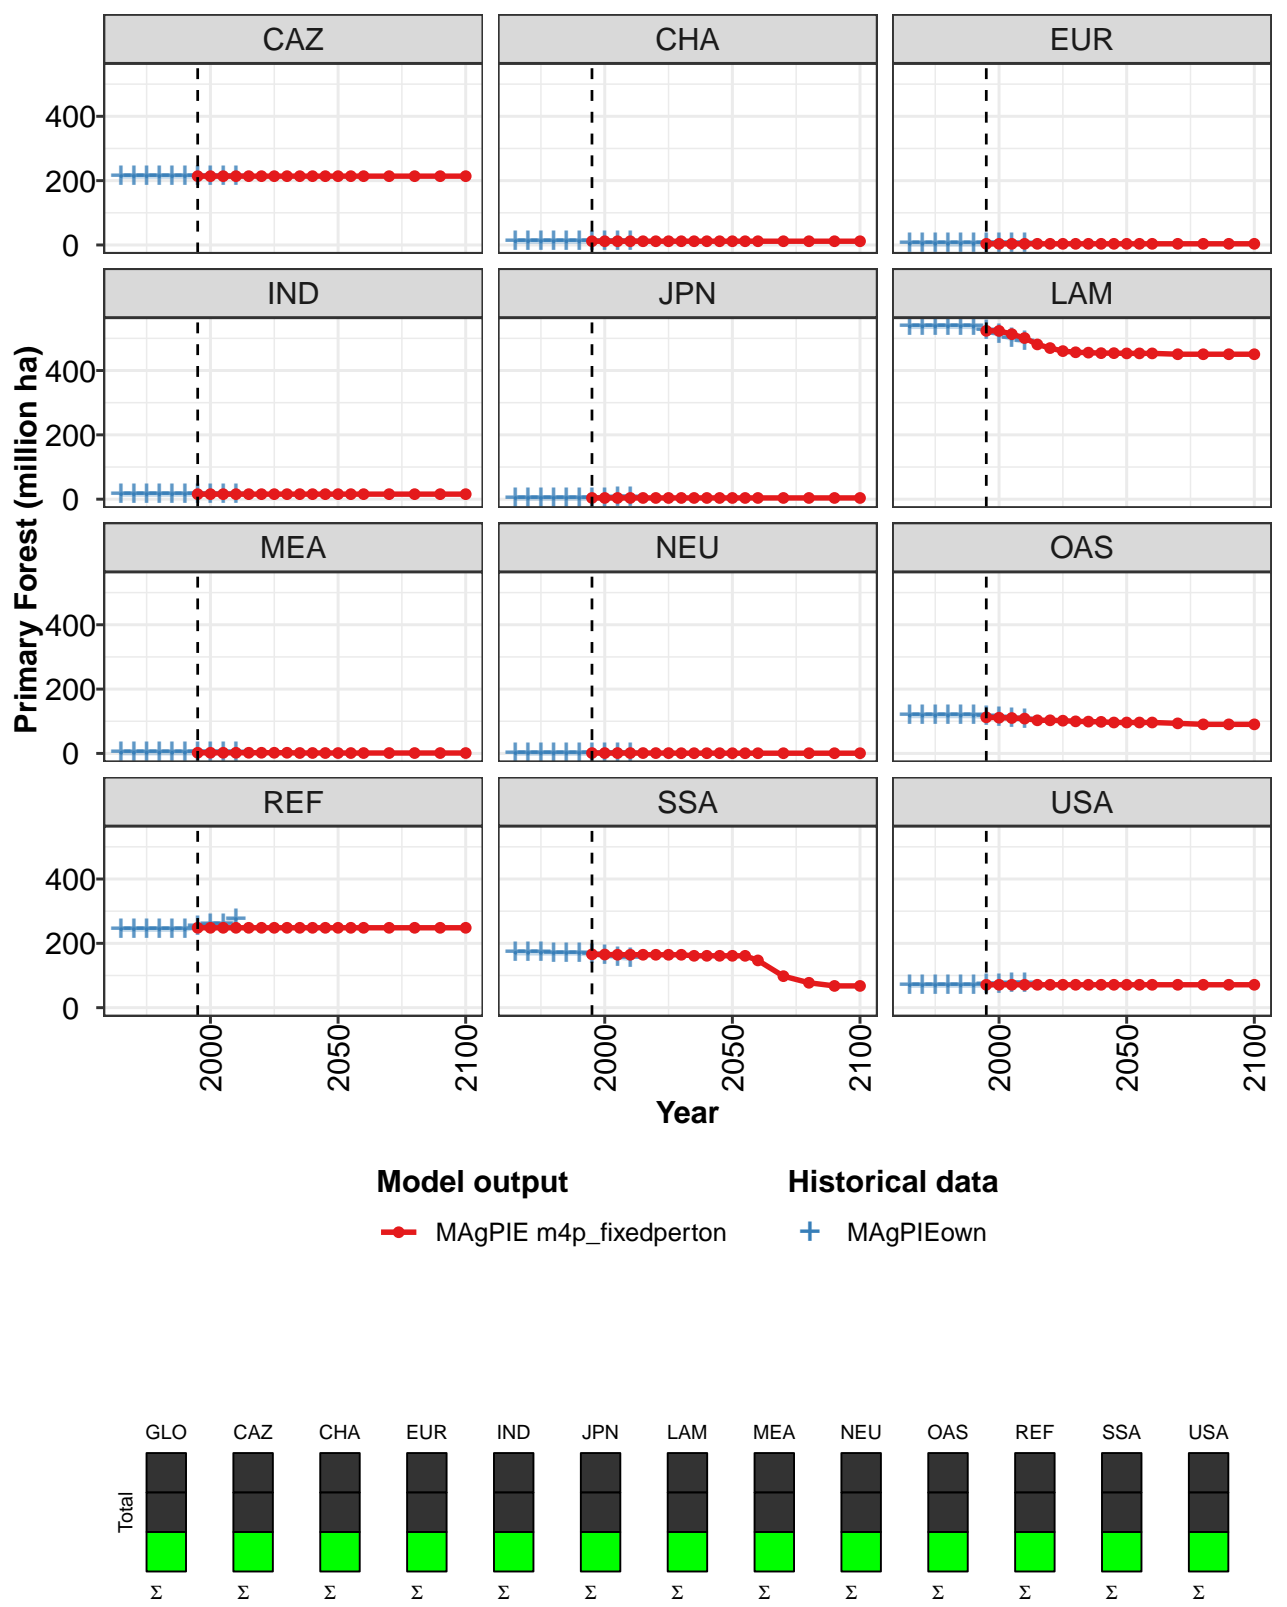 CAZ CHA EUR
400
200
0
IND JPN LAM
400
200
0
MEA NEU OAS
400
200
0
REF SSA USA
400
200
0
Primary Forest (million ha)
2000 2050 2100 2000 2050 2100 2000 2050 2100
Year
Model output Historical data
MAgPIE m4p_fixedperton MAgPIEown
GLO CAZ CHA EUR IND JPN LAM MEA NEU OAS REF SSA USA
Total
Σ Σ Σ Σ Σ Σ Σ Σ Σ Σ Σ Σ Σ